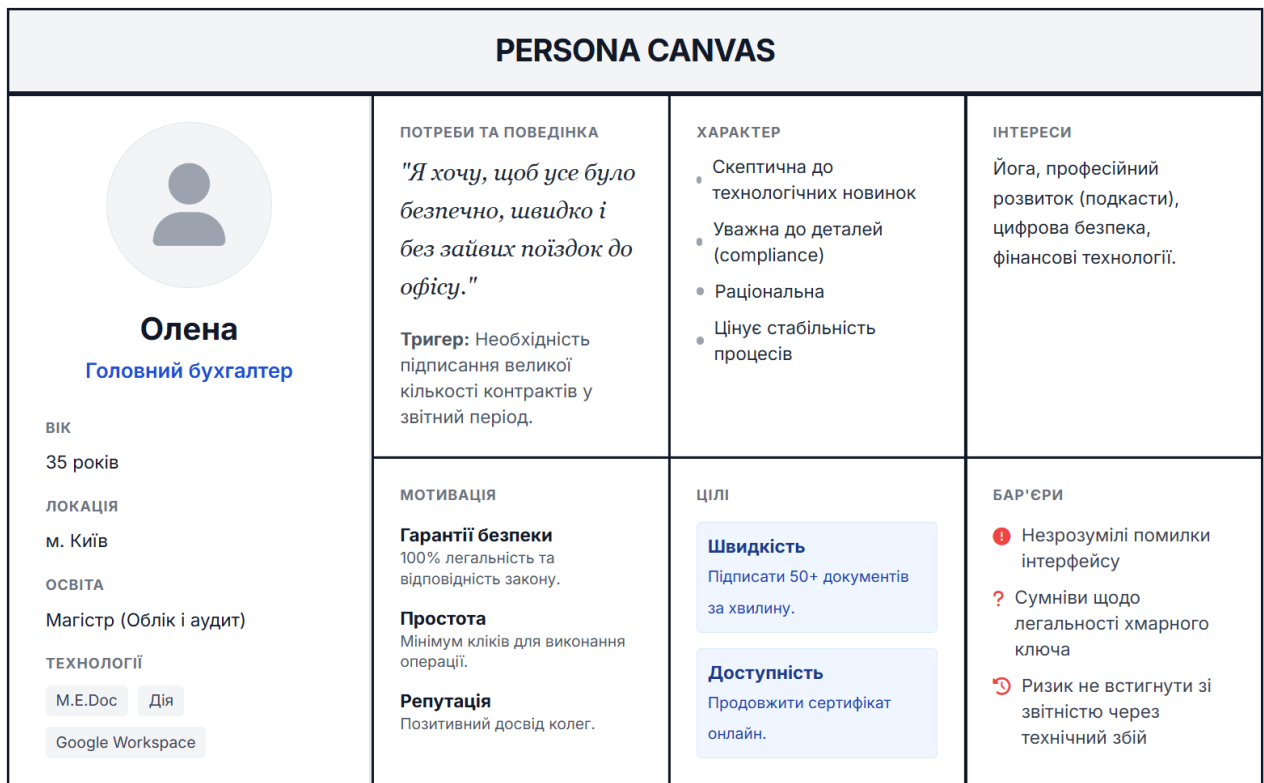 PERSONA CANVAS
Олена
Головний бухгалтер
ВІК
35 років
ЛОКАЦІЯ
м. Київ
ОСВІТА
Магістр (Облік і аудит)
ТЕХНОЛОГІЇ
M.E.Doc
Дія
Google Workspace
ПОТРЕБИ ТА ПОВЕДІНКА
"Я хочу, щоб усе було
безпечно, швидко і
без зайвих поїздок до
офісу."
Тригер: Необхідність
підписання великої
кількості контрактів у
звітний період.
ХАРАКТЕР
Скептична до
технологічних новинок
Уважна до деталей
(compliance)
Раціональна
Цінує стабільність
процесів
ІНТЕРЕСИ
Йога, професійний
розвиток (подкасти),
цифрова безпека,
фінансові технології.
МОТИВАЦІЯ
Гарантії безпеки
100% легальність та
відповідність закону.
Простота
Мінімум кліків для виконання
операції.
Репутація
Позитивний досвід колег.
ЦІЛІ
Швидкість
Підписати 50+ документів
за хвилину.
Доступність
Продовжити сертифікат
онлайн.
БАР'ЄРИ
Незрозумілі помилки
інтерфейсу
Сумніви щодо
легальності хмарного
ключа
Ризик не встигнути зі
звітністю через
технічний збій